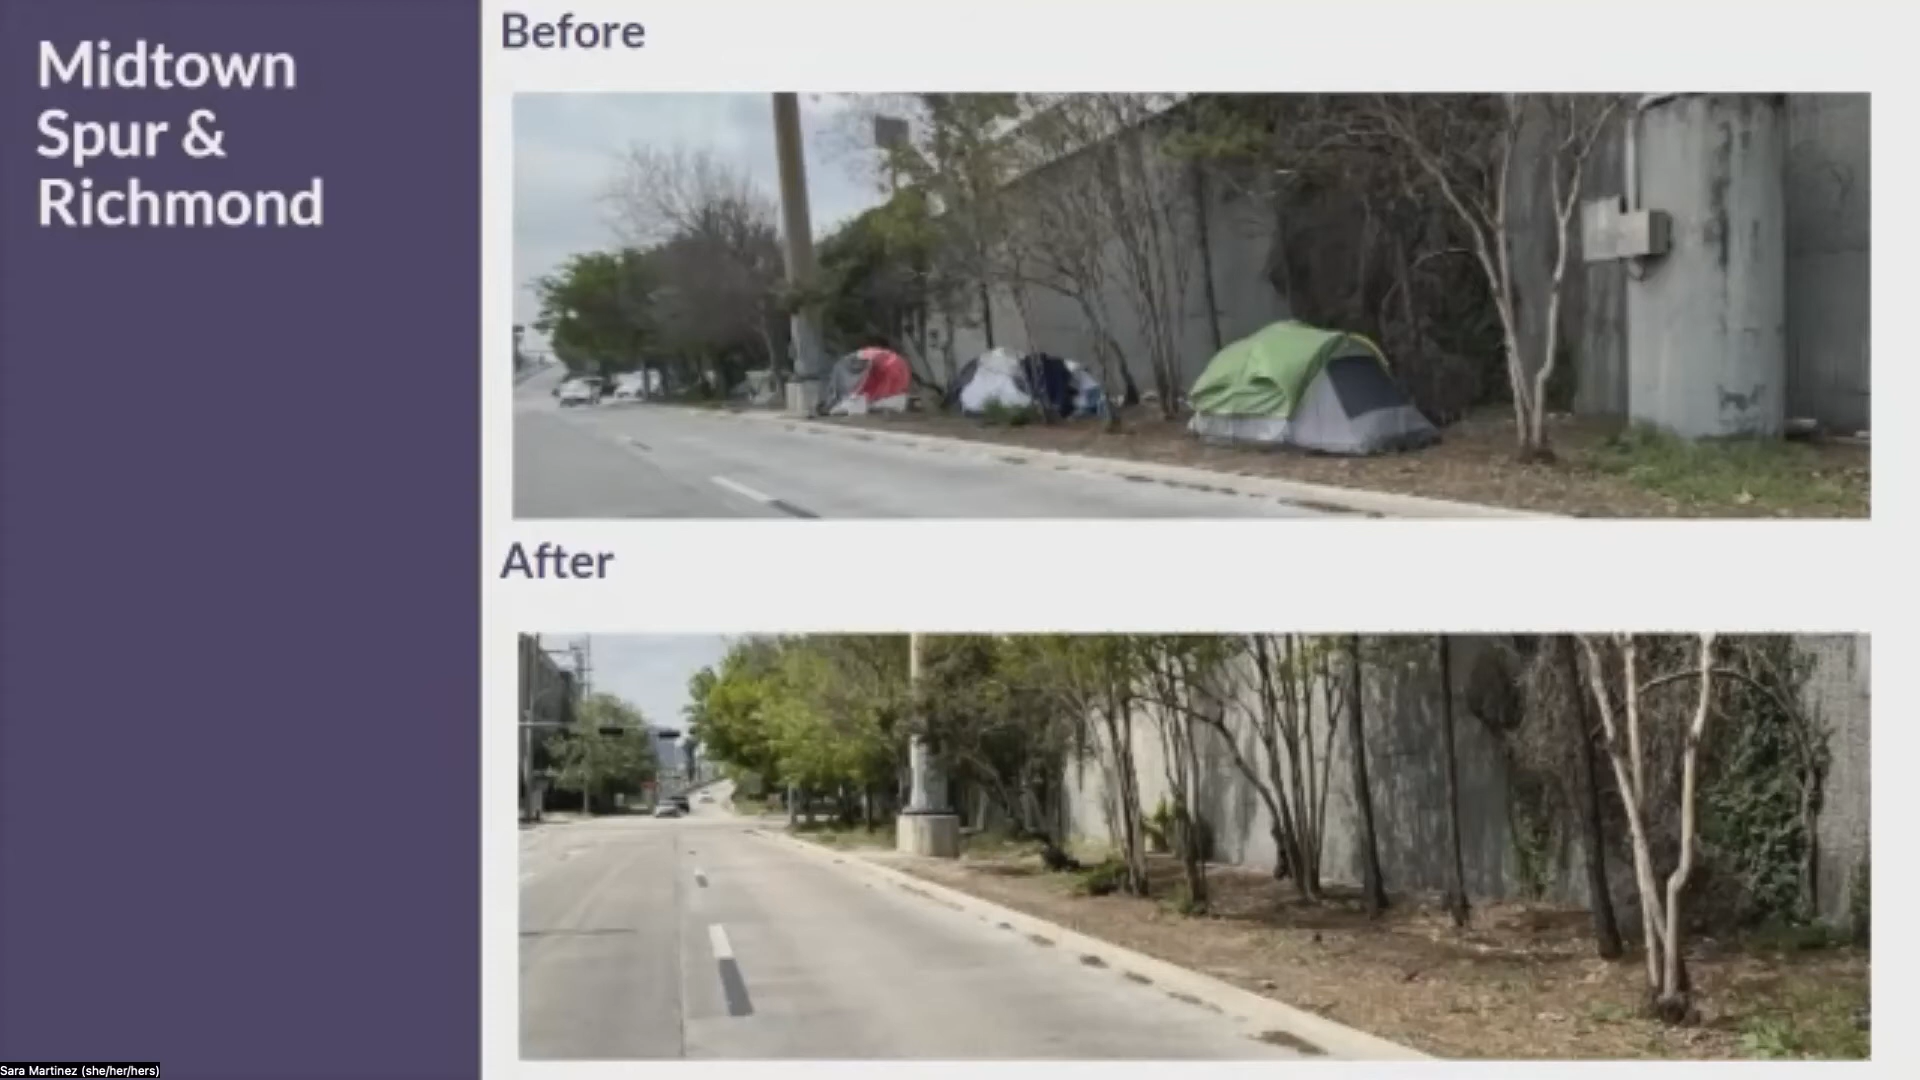 Midtown
Spur &
Richmond
Before
After
Sara Martinez (she/her/hers)